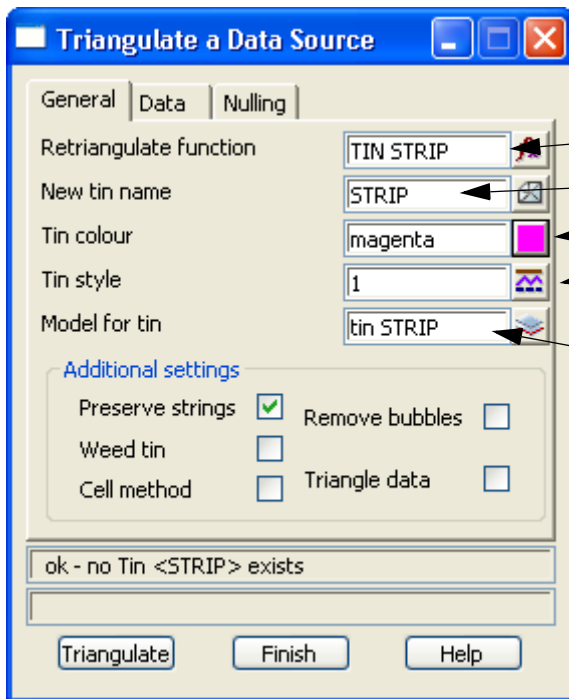 Triangulate a Data Source
General Data Nulling
Retriangulate function TIN STRIP
New tin name STRIP
Tin colour magenta
Tin style 1
Model for tin tin STRIP
Additional settings
Preserve strings Remove bubbles
Weed tin
Cell method Triangle data
ok - no Tin <STRIP> exists
Triangulate Finish Help